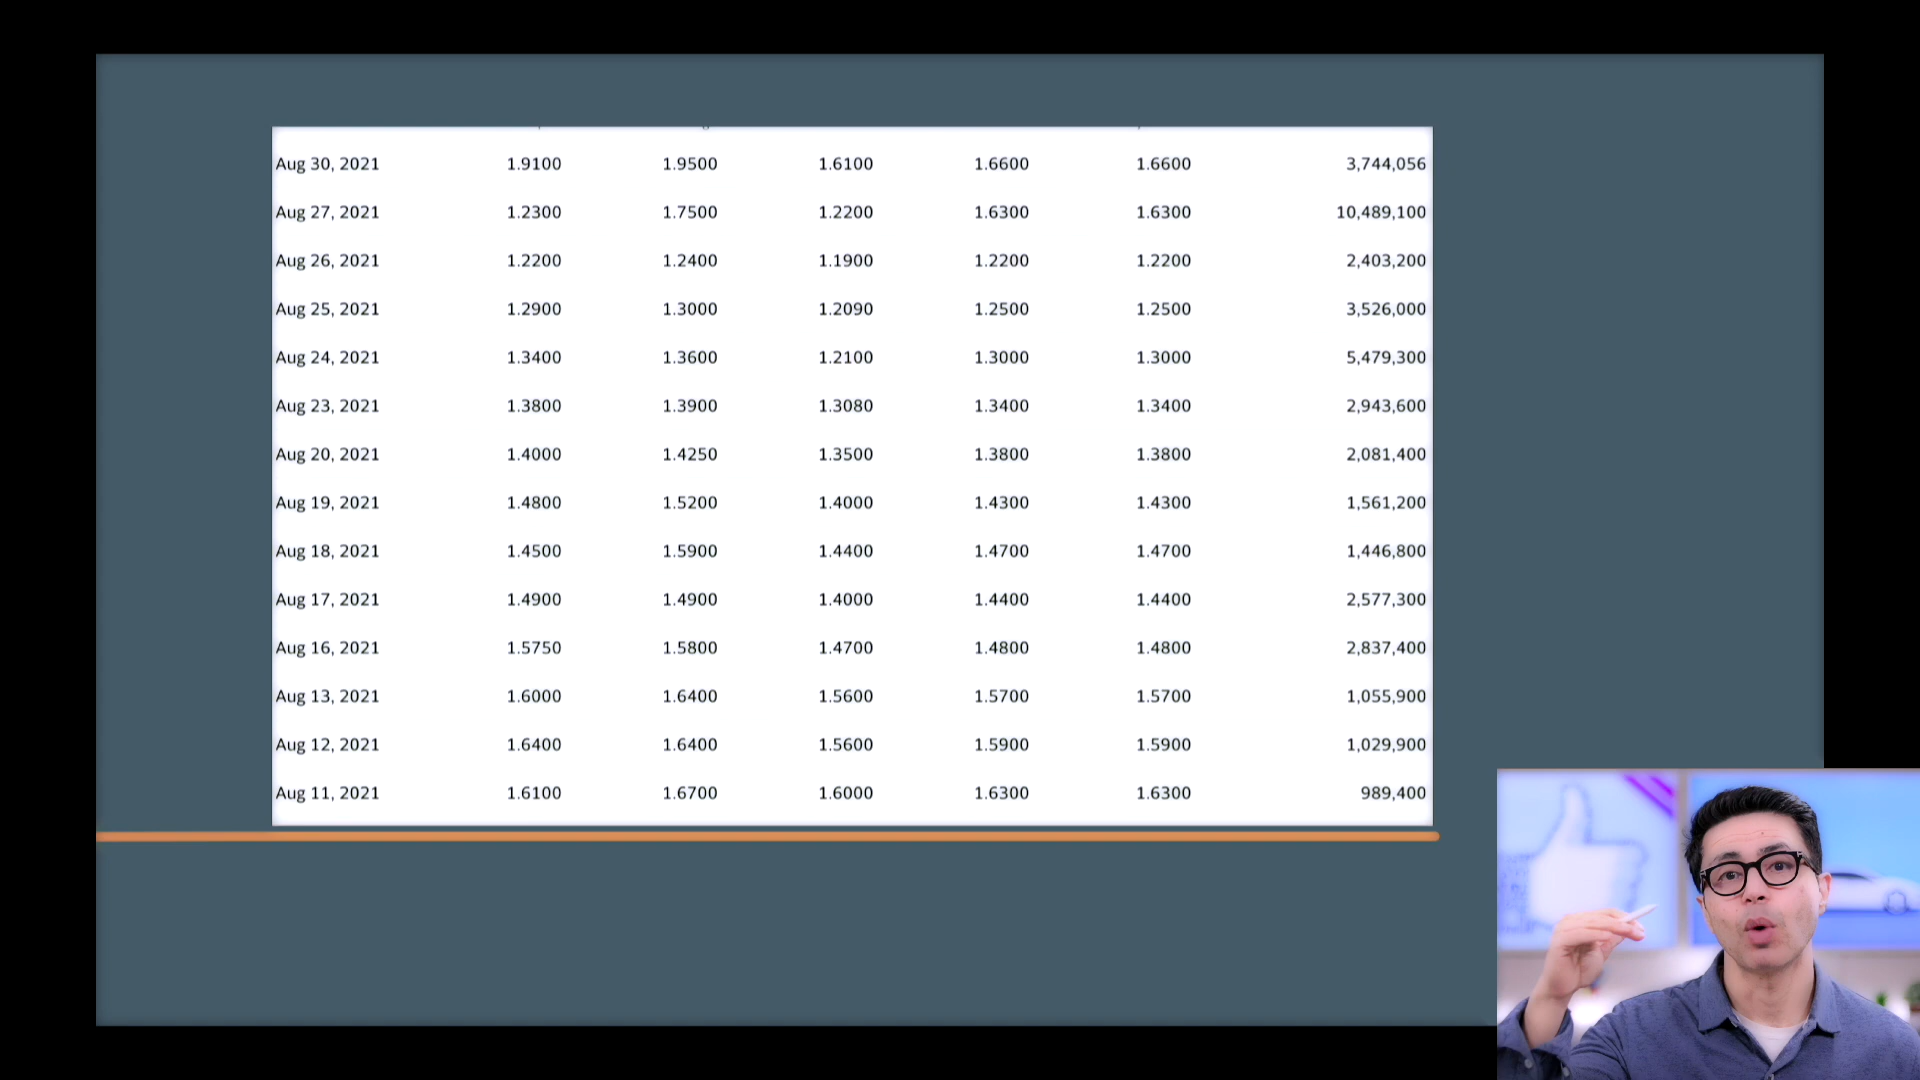 Aug 30, 2021 1.9100 1.9500 1.6100 1.6600 1.6600 3,744,056
Aug 27, 2021 1.2300 1.7500 1.2200 1.6300 1.6300 10,489,100
Aug 26, 2021 1.2200 1.2400 1.1900 1.2200 1.2200 2,403,200
Aug 25, 2021 1.2900 1.3000 1.2090 1.2500 1.2500 3,526,000
Aug 24, 2021 1.3400 1.3600 1.2100 1.3000 1.3000 5,479,300
Aug 23, 2021 1.3800 1.3900 1.3080 1.3400 1.3400 2,943,600
Aug 20, 2021 1.4000 1.4250 1.3500 1.3800 1.3800 2,081,400
Aug 19, 2021 1.4800 1.5200 1.4000 1.4300 1.4300 1,561,200
Aug 18, 2021 1.4500 1.5900 1.4400 1.4700 1.4700 1,446,800
Aug 17, 2021 1.4900 1.4900 1.4000 1.4400 1.4400 2,577,300
Aug 16, 2021 1.5750 1.5800 1.4700 1.4800 1.4800 2,837,400
Aug 13, 2021 1.6000 1.6400 1.5600 1.5700 1.5700 1,055,900
Aug 12, 2021 1.6400 1.6400 1.5600 1.5900 1.5900 1,029,900
Aug 11, 2021 1.6100 1.6700 1.6000 1.6300 1.6300 989,400